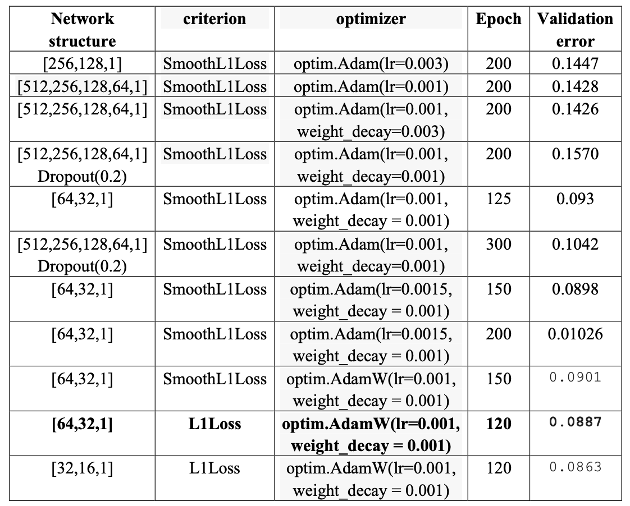 Network structure criterion optimizer Epoch Validation error
[256,128,1] SmoothL1Loss optim.Adam(lr=0.003) 200 0.1447
[512,256,128,64,1] SmoothL1Loss optim.Adam(lr=0.001) 200 0.1428
[512,256,128,64,1] SmoothL1Loss optim.Adam(lr=0.001, 200 0.1426
weight_decay=0.003)
[512,256,128,64,1] SmoothL1Loss optim.Adam(lr=0.001, 200 0.1570
Dropout(0.2) weight_decay=0.001)
[64,32,1] SmoothL1Loss optim.Adam(lr=0.001, 125 0.093
weight_decay = 0.001)
[512,256,128,64,1] SmoothL1Loss optim.Adam(lr=0.001, 300 0.1042
Dropout(0.2) weight_decay=0.001)
[64,32,1] SmoothL1Loss optim.Adam(lr=0.0015, 150 0.0898
weight_decay = 0.001)
[64,32,1] SmoothL1Loss optim.Adam(lr=0.0015, 200 0.01026
weight_decay = 0.001)
[64,32,1] SmoothL1Loss optim.AdamW(lr=0.001, 150 0.0901
weight_decay = 0.001)
[64,32,1] L1Loss optim.AdamW(lr=0.001, 120 0.0887
weight_decay = 0.001)
[32,16,1] L1Loss optim.AdamW(lr=0.001, 120 0.0863
weight_decay = 0.001)